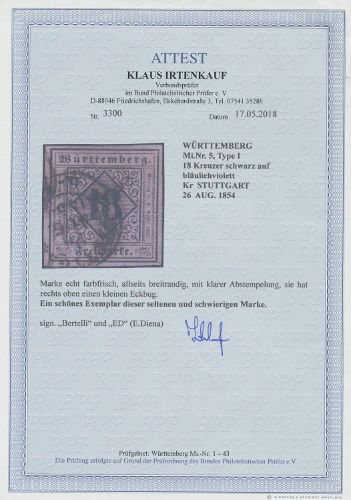 ATTEST
KLAUS IRTENKAUF
Verbandsprüfer
im Bund Philatelistischer Prüfer e. V.
D-88046 Friedrichshafen, Ekkehardstraße 3, Tel. 07541 35286
Nr. 3300 Datum 17.05.2018
WÜRTTEMBERG
Mi.Nr. 5, Type I
18 Kreuzer schwarz auf
bläulichviolett
Kr STUTTGART
26 AUG. 1854
Württemberg.
Freimarke.
Marke echt farbfrisch, allseits breitrandig, mit klarer Abstempelung, sie hat
rechts oben einen kleinen Eckbug.
Ein schönes Exemplar dieser seltenen und schwierigen Marke.
sign. „Bertelli" und „ED" (E.Diena)
Prüfgebiet: Württemberg Mi.-Nr. 1 – 43
Die Prüfung erfolgte auf Grund der Prüfordnung des Bundes Philatelistischer Prüfer e.V.